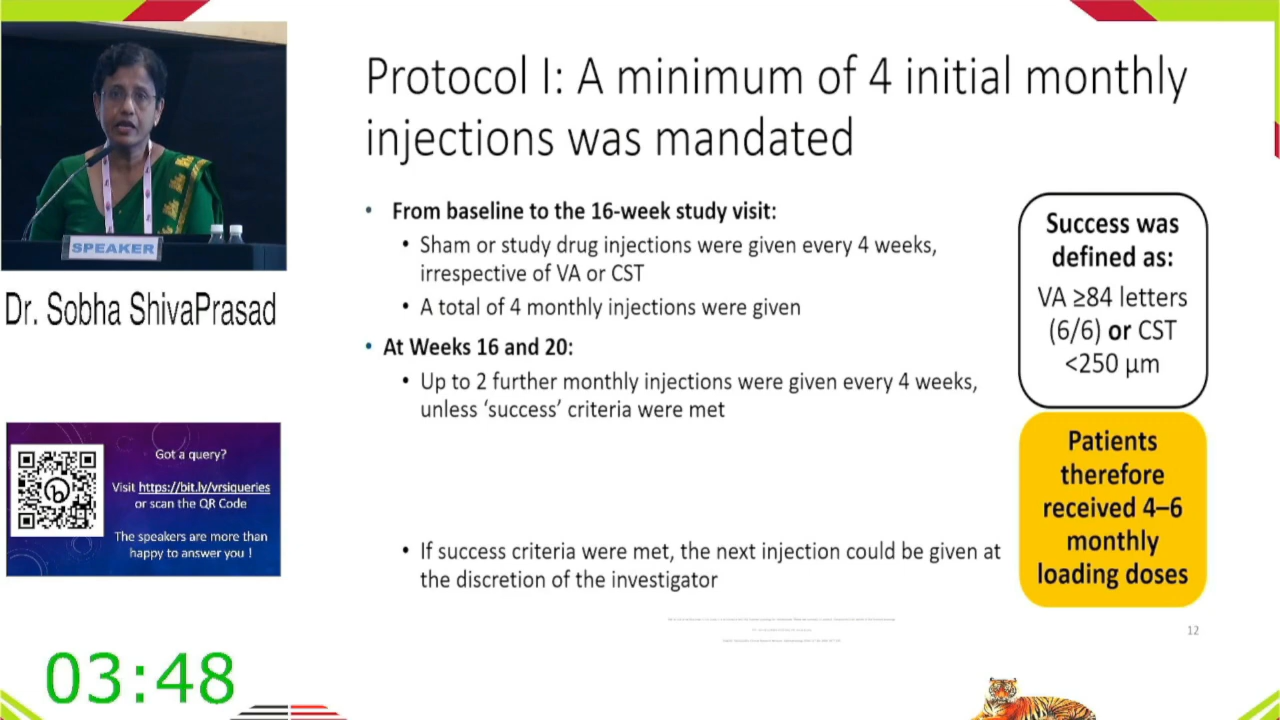 Protocol I: A minimum of 4 initial monthly
injections was mandated
• From baseline to the 16-week study visit:
• Sham or study drug injections were given every 4 weeks,
irrespective of VA or CST
• A total of 4 monthly injections were given
• At Weeks 16 and 20:
• Up to 2 further monthly injections were given every 4 weeks,
unless ‘success’ criteria were met
• If success criteria were met, the next injection could be given at
the discretion of the investigator
Success was
defined as:
VA ≥84 letters
(6/6) or CST
<250 µm
Patients
therefore
received 4–6
monthly
loading doses
12
SPEAKER
Dr. Sobha ShivaPrasad
Got a query?
Visit https://bit.ly/vrsiqueries
or scan the QR Code
The speakers are more than
happy to answer you !
03:48